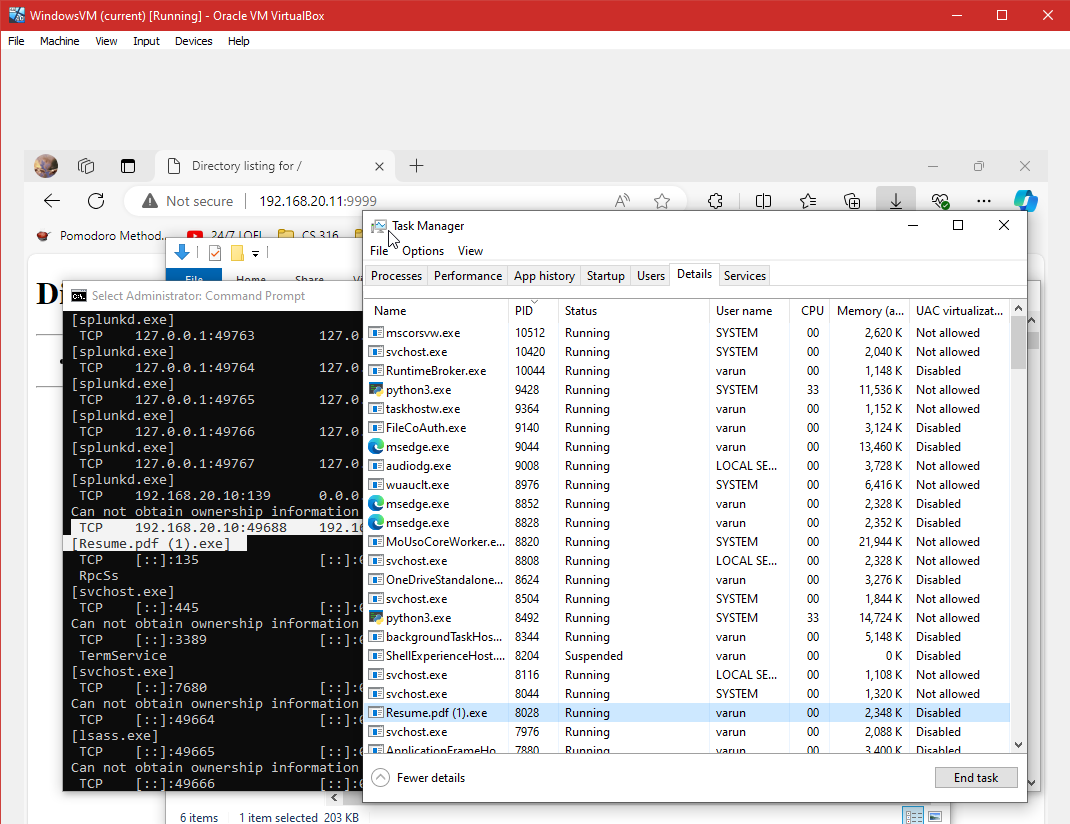 WindowsVM (current) [Running] - Oracle VM VirtualBox
File Machine View Input Devices Help
Directory listing for /
Not secure 192.168.20.11:9999
Pomodoro Method... 24/7 LOFI CS 316
File Home Share
Select Administrator: Command Prompt
[splunkd.exe]
TCP 127.0.0.1:49763 127.0.
[splunkd.exe]
TCP 127.0.0.1:49764 127.0.
[splunkd.exe]
TCP 127.0.0.1:49765 127.0.
[splunkd.exe]
TCP 127.0.0.1:49766 127.0.
[splunkd.exe]
TCP 127.0.0.1:49767 127.0.
[splunkd.exe]
TCP 192.168.20.10:139 0.0.0.
Can not obtain ownership information
TCP 192.168.20.10:49688 192.16
[Resume.pdf (1).exe]
TCP [::]:135 [::]:
RpcSs
[svchost.exe]
TCP [::]:445 [::]:
Can not obtain ownership information
TCP [::]:3389 [::]:
TermService
[svchost.exe]
TCP [::]:7680 [::]:
Can not obtain ownership information
TCP [::]:49664 [::]:
[lsass.exe]
TCP [::]:49665 [::]:
Can not obtain ownership information
TCP [::]:49666 [::]:
Task Manager
File Options View
Processes Performance App history Startup Users Details Services
Name PID Status User name CPU Memory (a... UAC virtualizat...
mscorsvw.exe 10512 Running SYSTEM 00 2,620 K Not allowed
svchost.exe 10420 Running SYSTEM 00 2,040 K Not allowed
RuntimeBroker.exe 10044 Running varun 00 1,148 K Disabled
python3.exe 9428 Running SYSTEM 33 11,536 K Not allowed
taskhostw.exe 9364 Running varun 00 1,152 K Not allowed
FileCoAuth.exe 9140 Running varun 00 3,124 K Disabled
msedge.exe 9044 Running varun 00 13,460 K Disabled
audiodg.exe 9008 Running LOCAL SE... 00 3,728 K Not allowed
wuauclt.exe 8976 Running SYSTEM 00 6,416 K Not allowed
msedge.exe 8852 Running varun 00 2,328 K Disabled
msedge.exe 8828 Running varun 00 2,352 K Disabled
MoUsoCoreWorker.e... 8820 Running SYSTEM 00 21,944 K Not allowed
svchost.exe 8808 Running LOCAL SE... 00 2,328 K Not allowed
OneDriveStandalone... 8624 Running varun 00 3,276 K Disabled
svchost.exe 8504 Running SYSTEM 00 1,844 K Not allowed
python3.exe 8492 Running SYSTEM 33 14,724 K Not allowed
backgroundTaskHos... 8344 Running varun 00 5,148 K Disabled
ShellExperienceHost.... 8204 Suspended varun 00 0 K Disabled
svchost.exe 8116 Running LOCAL SE... 00 1,108 K Not allowed
svchost.exe 8044 Running SYSTEM 00 1,320 K Not allowed
Resume.pdf (1).exe 8028 Running varun 00 2,348 K Disabled
svchost.exe 7976 Running varun 00 2,088 K Disabled
ApplicationFrameHo... 7880 Running varun 00 3,400 K Disabled
Fewer details End task
6 items 1 item selected 203 KB